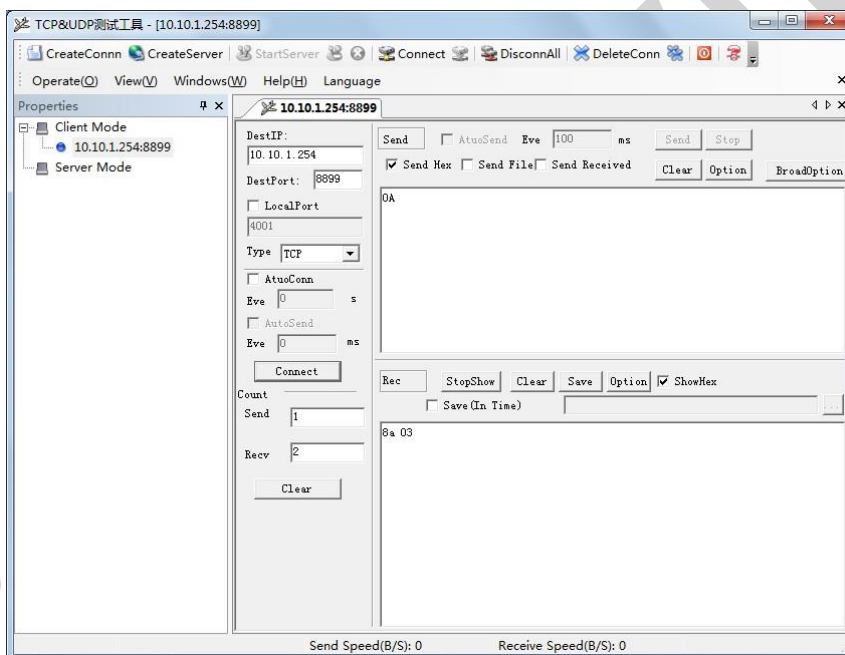 TCP&UDP测试工具 - [10.10.1.254:8899]
CreateConnn CreateServer StartServer Connect DisconnAll DeleteConn
Operate(O) View(V) Windows(W) Help(H) Language
Properties
Client Mode
10.10.1.254:8899
Server Mode
10.10.1.254:8899
DestIP:
10.10.1.254
DestPort: 8899
LocalPort
4001
Type TCP
AtuoConn
Eve 0 s
AutoSend
Eve 0 ms
Connect
Count
Send 1
Recv 2
Clear
Send AtuoSend Eve 100 ms Send Stop
Send Hex Send File Send Received Clear Option BroadOption
0A
Rec StopShow Clear Save Option ShowHex
Save(In Time) ...
8a 03
Send Speed(B/S): 0 Receive Speed(B/S): 0